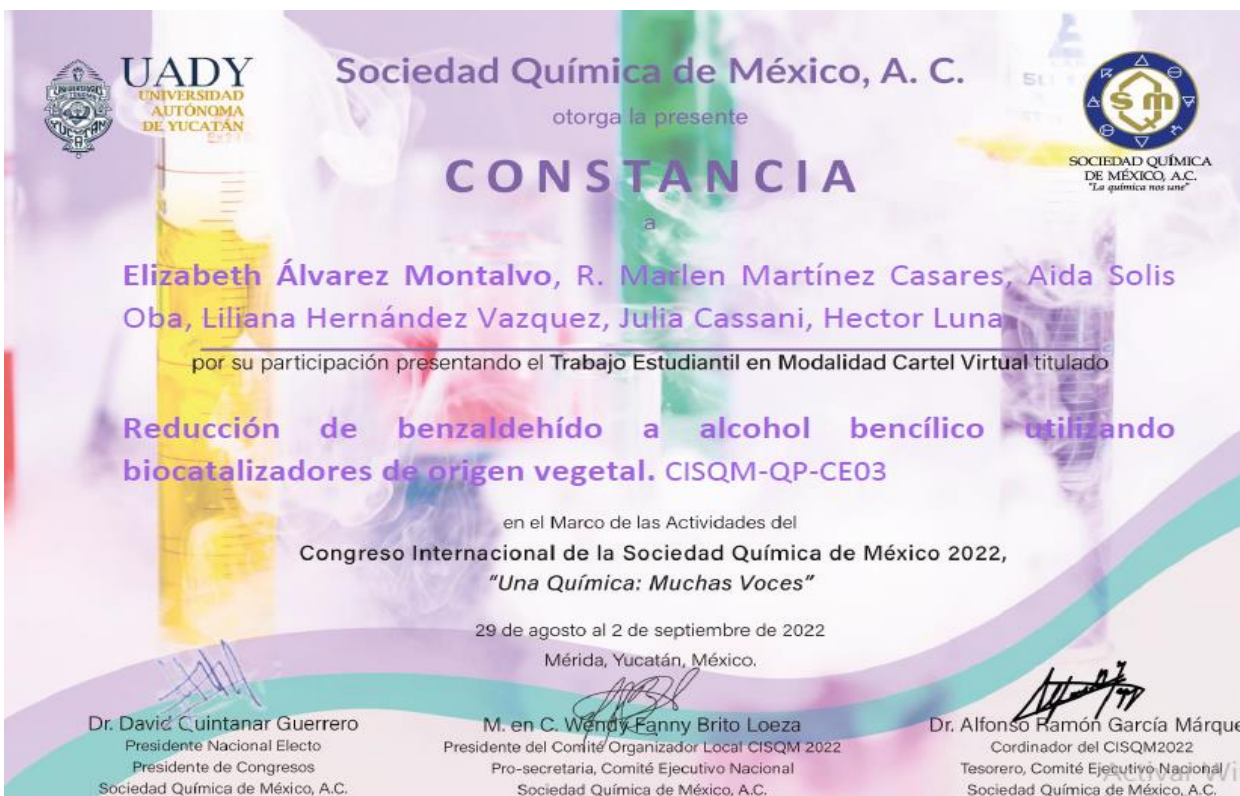 UADY
UNIVERSIDAD
AUTÓNOMA
DE YUCATÁN
Sociedad Química de México, A. C.
otorga la presente
CONSTANCIA
a
SOCIEDAD QUÍMICA
DE MÉXICO, A.C.
"La química nos une"
Elizabeth Álvarez Montalvo, R. Marlen Martínez Casares, Aida Solis
Oba, Liliana Hernández Vazquez, Julia Cassani, Hector Luna
por su participación presentando el Trabajo Estudiantil en Modalidad Cartel Virtual titulado
Reducción de benzaldehído a alcohol bencílico utilizando
biocatalizadores de origen vegetal. CISQM-QP-CE03
en el Marco de las Actividades del
Congreso Internacional de la Sociedad Química de México 2022,
"Una Química: Muchas Voces"
29 de agosto al 2 de septiembre de 2022
Mérida, Yucatán, México.
Dr. David Quintanar Guerrero
Presidente Nacional Electo
Presidente de Congresos
Sociedad Química de México, A.C.
M. en C. Wendy Fanny Brito Loeza
Presidente del Comité Organizador Local CISQM 2022
Pro-secretaria, Comité Ejecutivo Nacional
Sociedad Química de México, A.C.
Dr. Alfonso Ramón García Márque
Cordinador del CISQM2022
Tesorero, Comité Ejecutivo Nacional
Sociedad Química de México, A.C.
Activar Wi